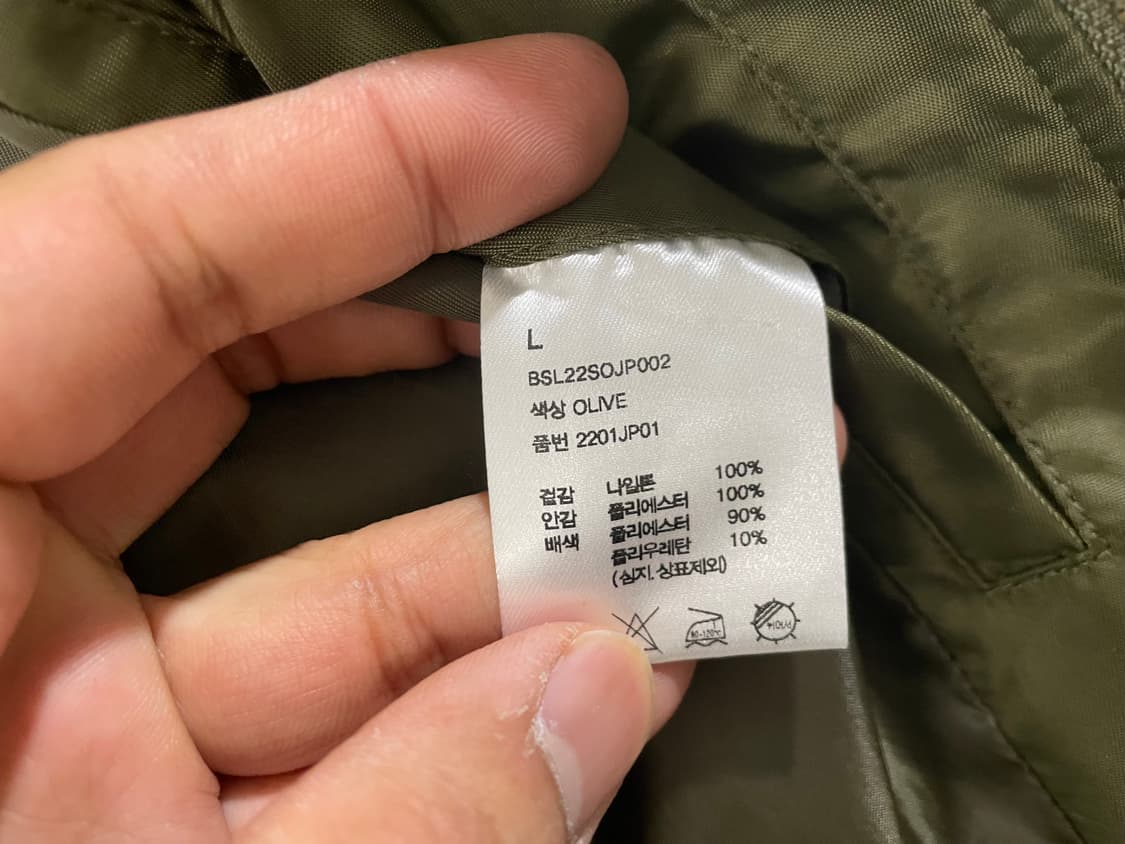 L
BSL22SOJP002
색상 OLIVE
품번 2201JP01
겉감 나일론 100%
안감 폴리에스터 100%
배색 폴리에스터 90%
폴리우레탄 10%
(심지.상표제외)
80-120℃